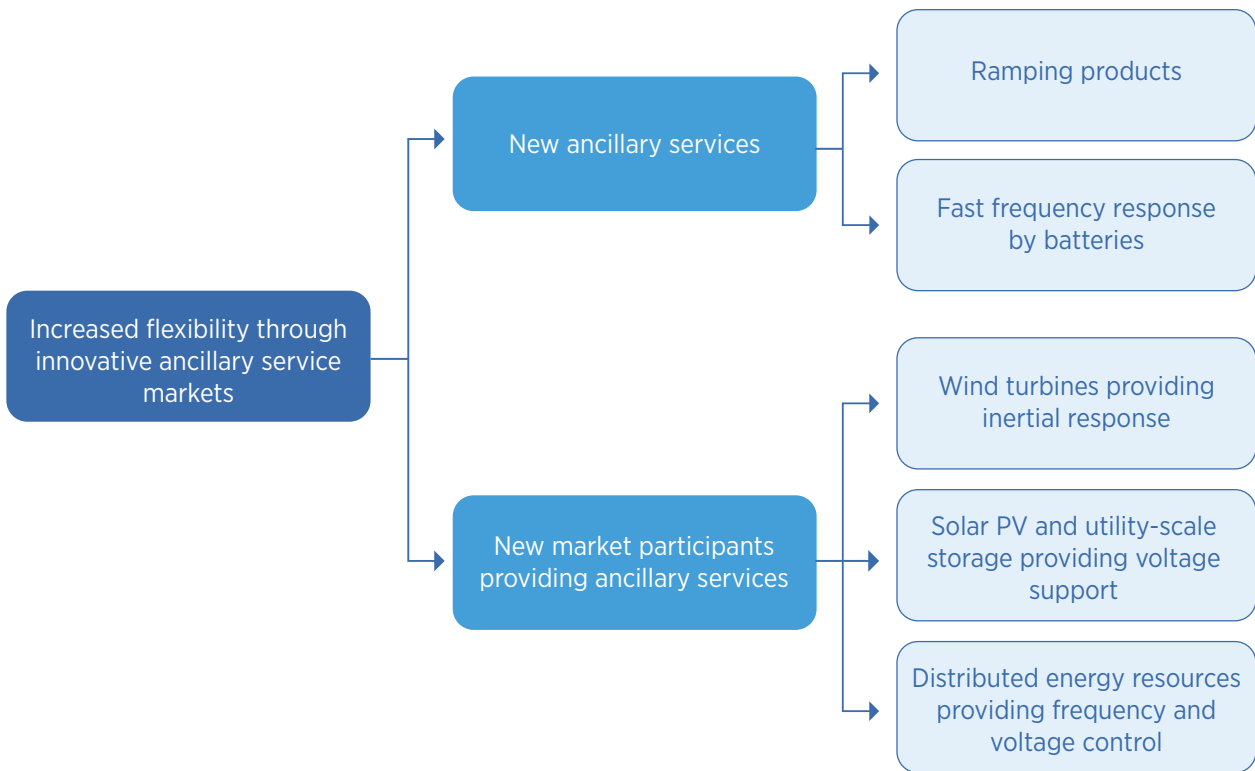 Increased flexibility through
innovative ancillary service
markets
New ancillary services
Ramping products
Fast frequency response
by batteries
New market participants
providing ancillary services
Wind turbines providing
inertial response
Solar PV and utility-scale
storage providing voltage
support
Distributed energy resources
providing frequency and
voltage control